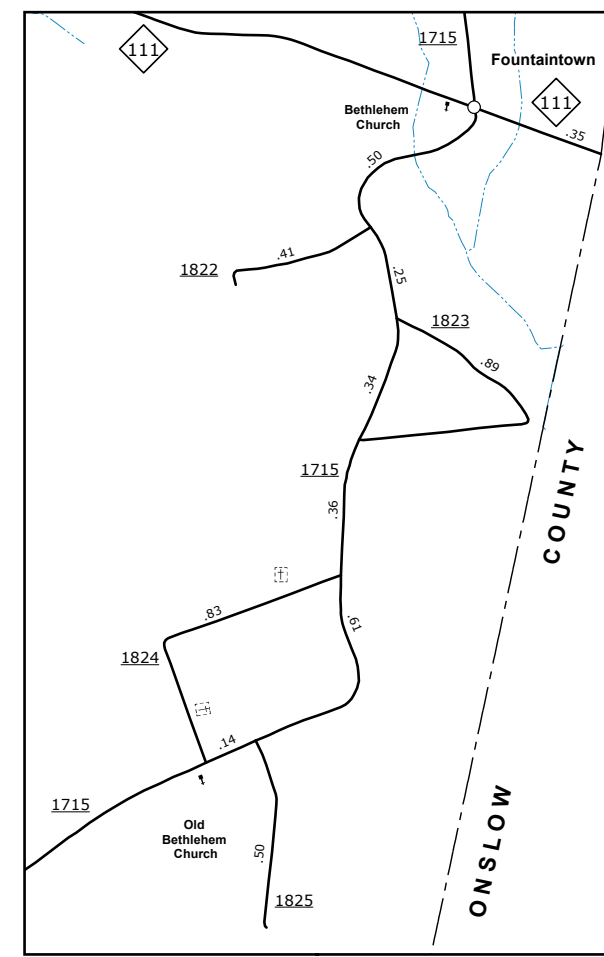 1715
111
Fountaintown
111
Bethlehem
Church
.35
.50
.41
1822
.25
1823
.89
.34
1715
.36
COUNTY
.83
.61
1824
.14
1715
Old
Bethlehem
Church
.50
ONSLOW
1825